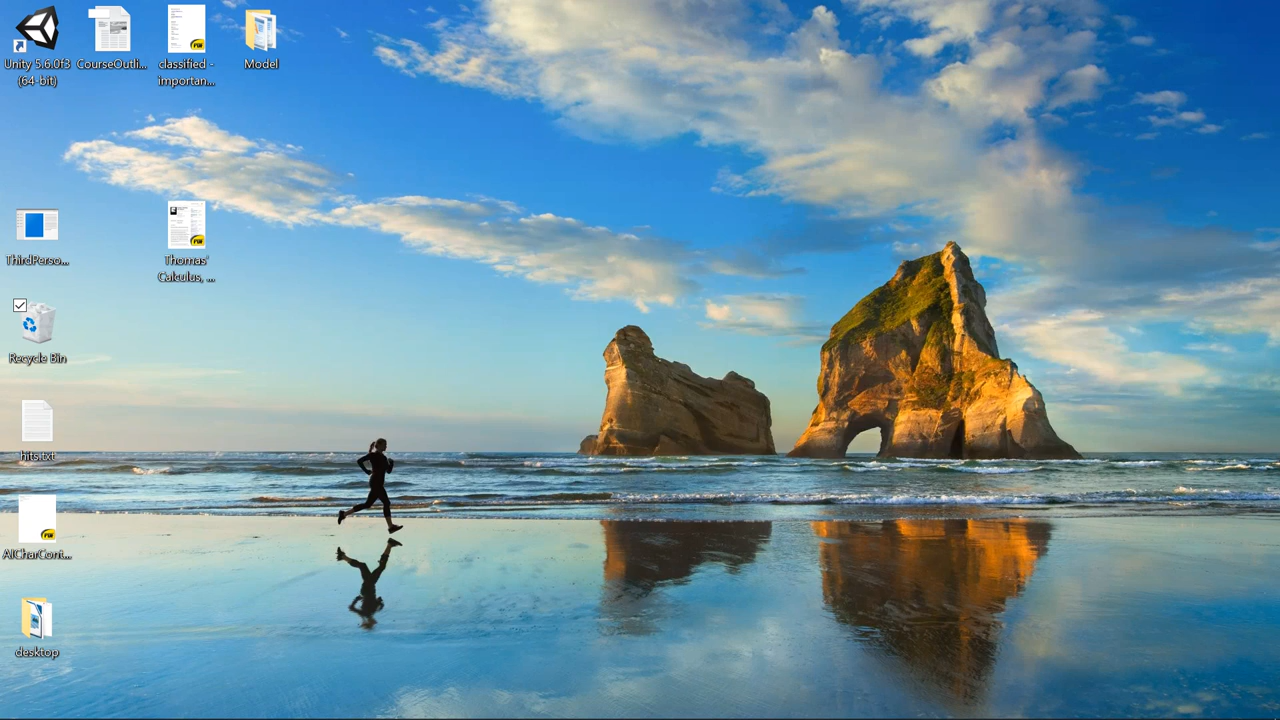 Unity 5.6.0f3
(64-bit)
CourseOutli...
classified -
importan...
Model
ThirdPerso...
Thomas'
Calculus, ...
Recycle Bin
hits.txt
AICharCont...
desktop